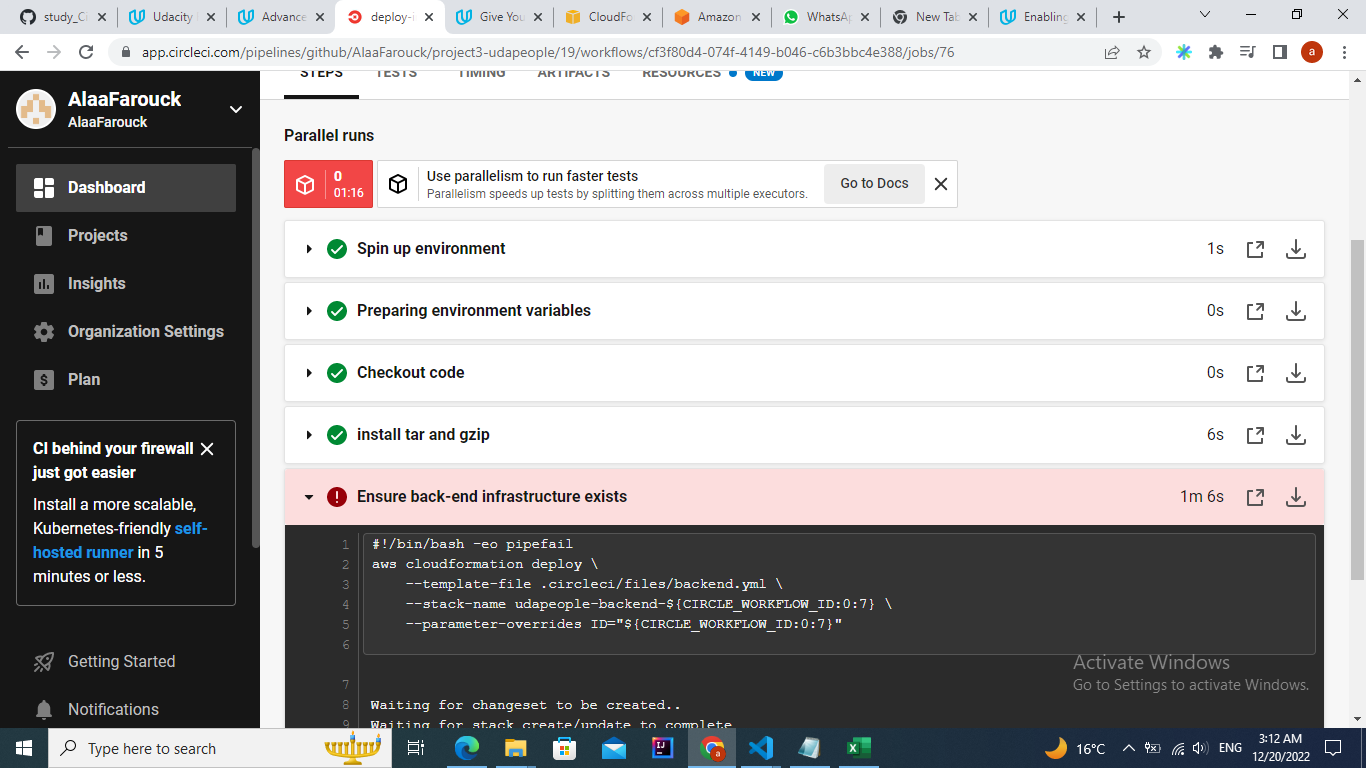 study_Ci
Udacity
Advance
deploy-i
Give You
CloudFo
Amazon
WhatsA
New Tab
Enabling
app.circleci.com/pipelines/github/AlaaFarouck/project3-udapeople/19/workflows/cf3f80d4-074f-4149-b046-c6b3bbc4e388/jobs/76
a
AlaaFarouck
AlaaFarouck
Dashboard
Projects
Insights
Organization Settings
Plan
CI behind your firewall
just got easier
Install a more scalable,
Kubernetes-friendly self-
hosted runner in 5
minutes or less.
Getting Started
Notifications
STEPS
TESTS
TIMING
ARTIFACTS
RESOURCES
NEW
Parallel runs
0
01:16
Use parallelism to run faster tests
Parallelism speeds up tests by splitting them across multiple executors.
Go to Docs
Spin up environment
1s
Preparing environment variables
0s
Checkout code
0s
install tar and gzip
6s
Ensure back-end infrastructure exists
1m 6s
1 #!/bin/bash -eo pipefail
2 aws cloudformation deploy \
3 --template-file .circleci/files/backend.yml \
4 --stack-name udapeople-backend-${CIRCLE_WORKFLOW_ID:0:7} \
5 --parameter-overrides ID="${CIRCLE_WORKFLOW_ID:0:7}"
6
7
8 Waiting for changeset to be created..
9 Waiting for stack create/update to complete
Activate Windows
Go to Settings to activate Windows.
Type here to search
16°C
ENG
3:12 AM
12/20/2022